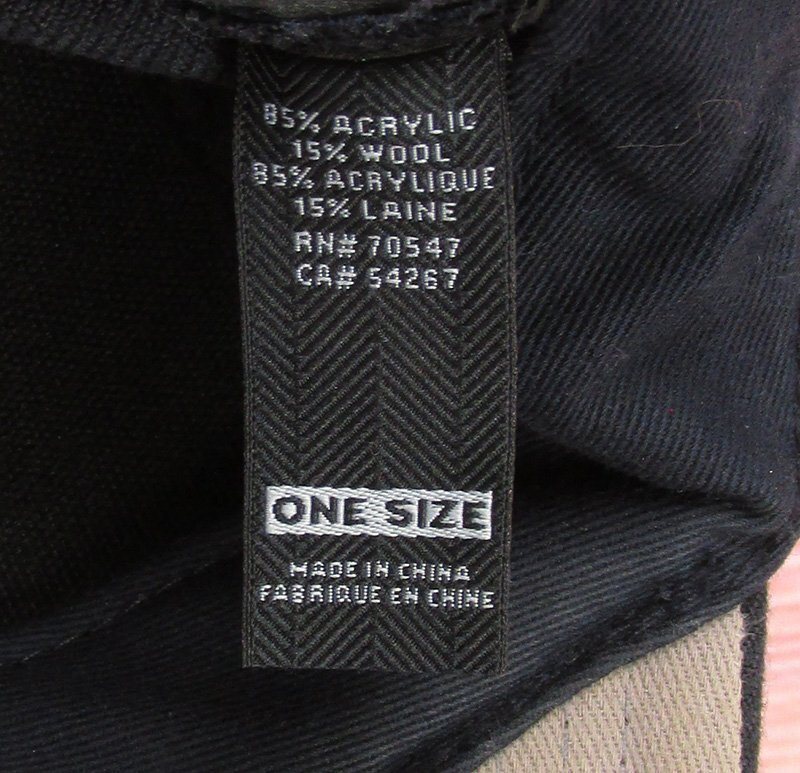 85% ACRYLIC
15% WOOL
85% ACRYLIQUE
15% LAINE
RN# 70547
CA# 54267
ONE SIZE
MADE IN CHINA
FABRIQUE EN CHINE